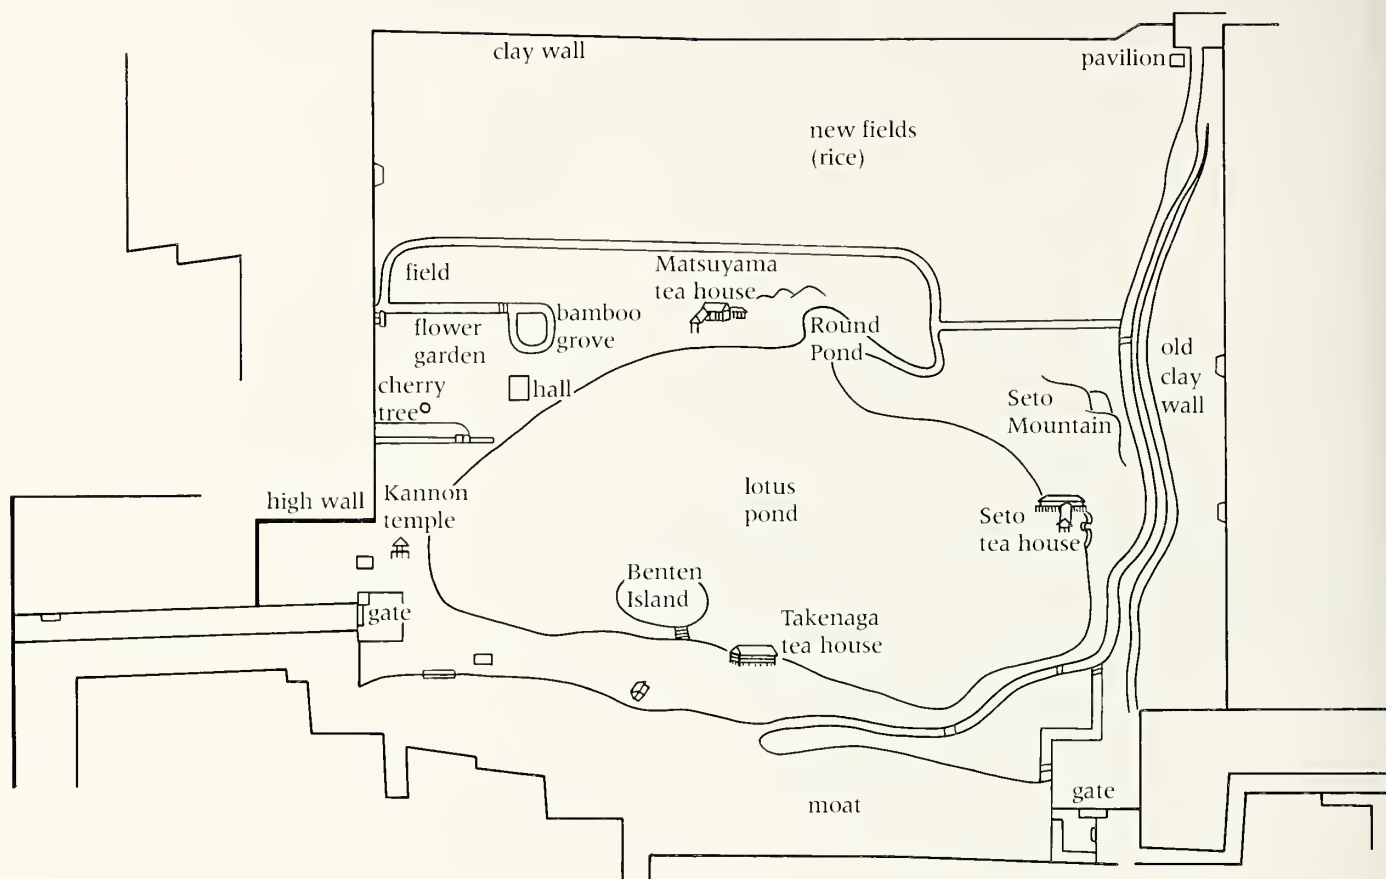 clay wall
pavilion
new fields
(rice)
field
Matsuyama
tea house
bamboo
grove
flower
garden
Round
Pond
old
clay
wall
cherry
tree
hall
Seto
Mountain
high wall
Kannon
temple
lotus
pond
Seto
tea house
Benten
Island
gate
Takenaga
tea house
moat
gate